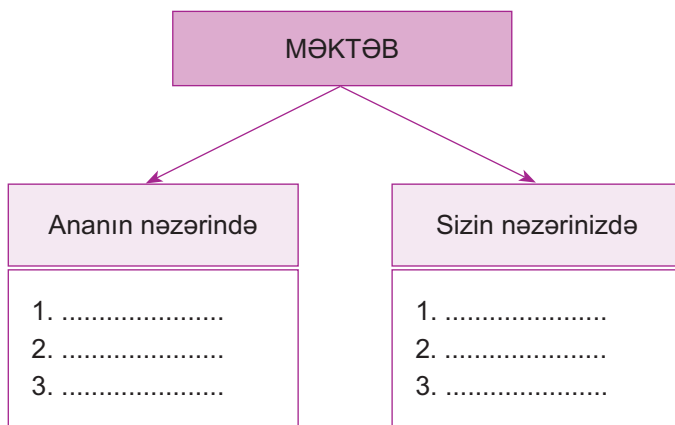 MƏKTƏB
Ananın nəzərində
1. ......................
2. ......................
3. ......................
Sizin nəzərinizdə
1. ......................
2. ......................
3. ......................